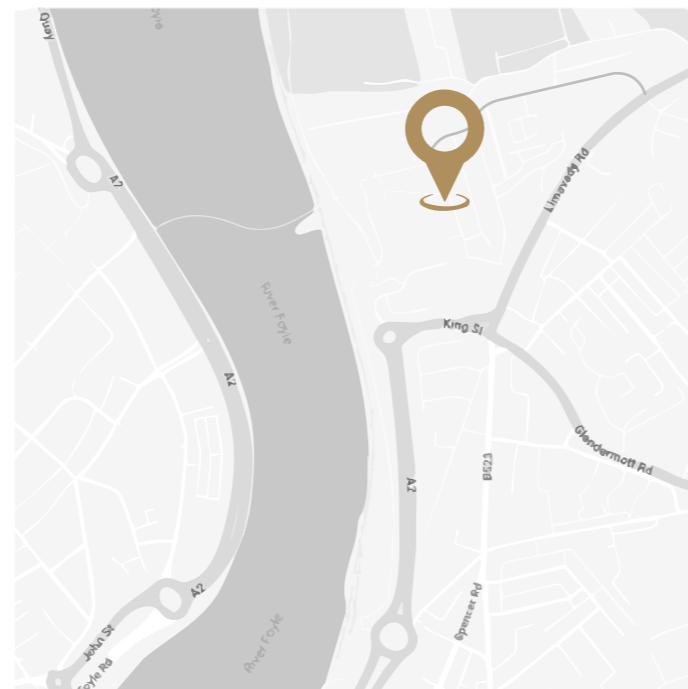 Quay
A2
Limavady Rd
River Foyle
King St
A2
Glendermott Rd
B523
A2
A2
Spencer Rd
John St
River Foyle
Foyle Rd